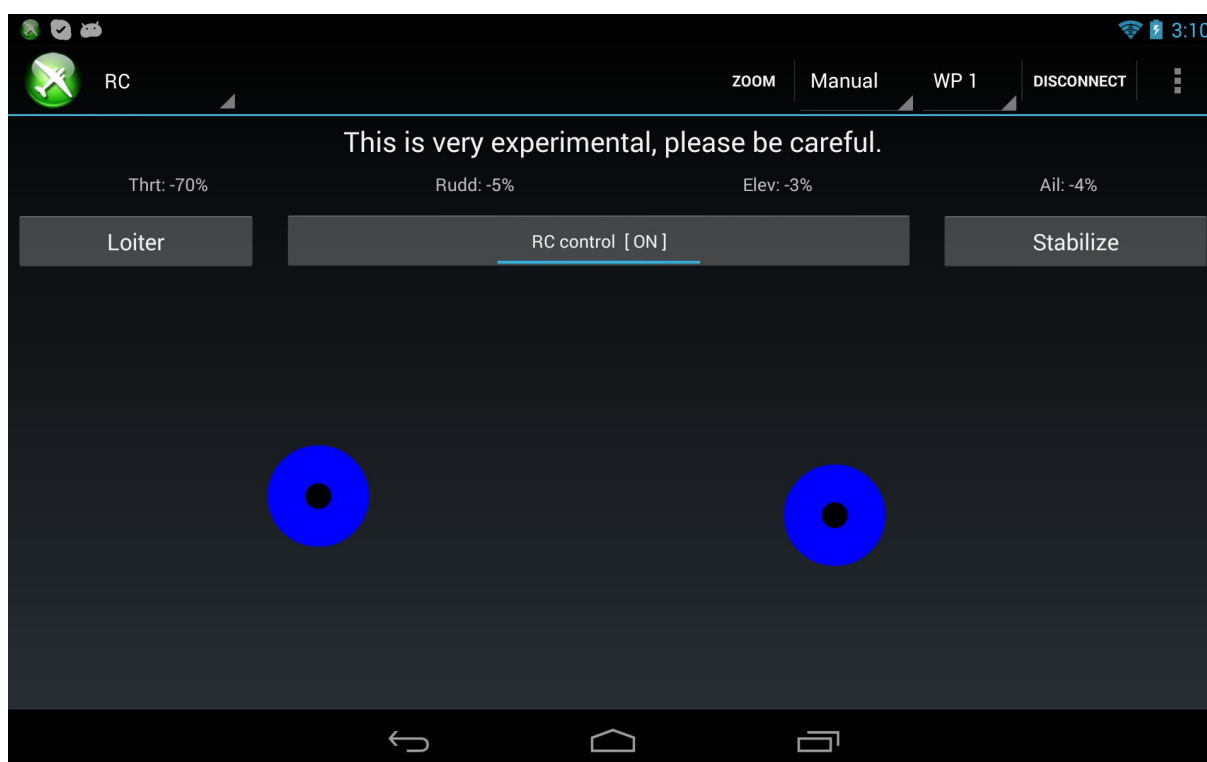 3:10
RC ZOOM Manual WP 1 DISCONNECT
This is very experimental, please be careful.
Thrt: -70% Rudd: -5% Elev: -3% Ail: -4%
Loiter RC control [ ON ] Stabilize